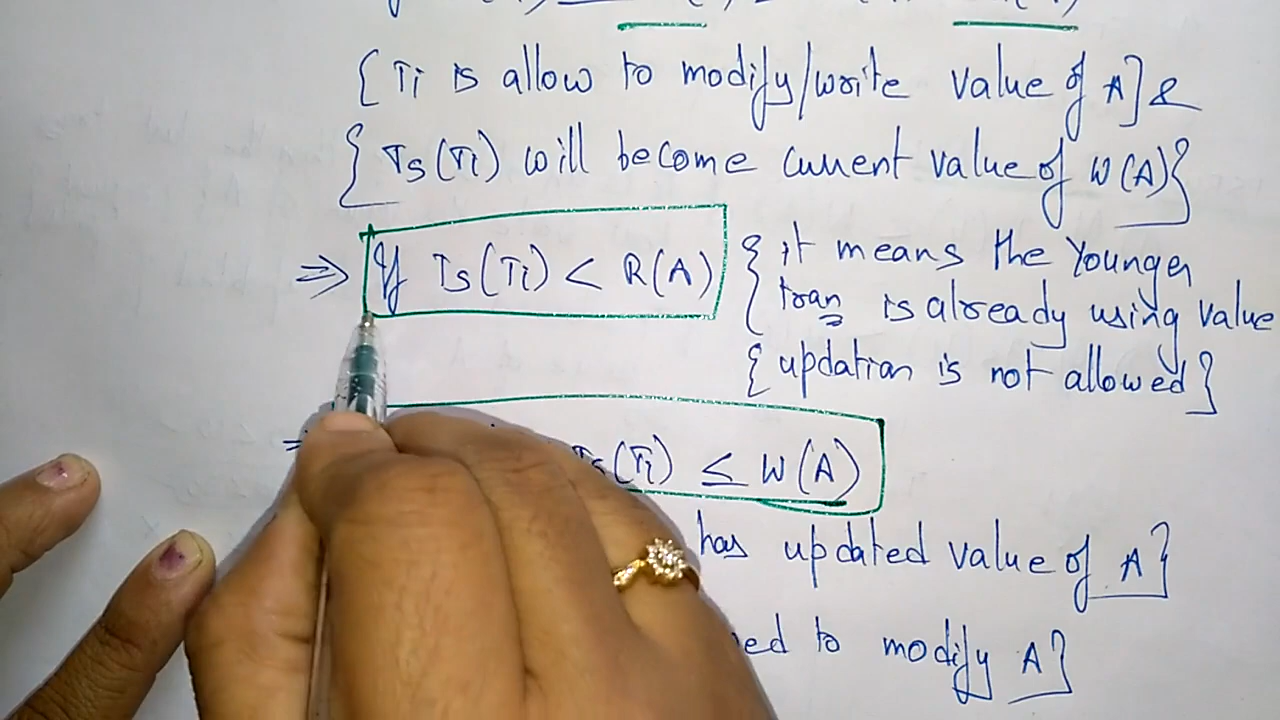 {Ti is allow to modify/write value of A} &
{Ts(Ti) will become current value of W(A)}
⇒ If Ts(Ti) < R(A) {it means the Younger
tran is already using value
{updation is not allowed}
Ts(Ti) ≤ W(A)
has updated value of A}
to modify A}